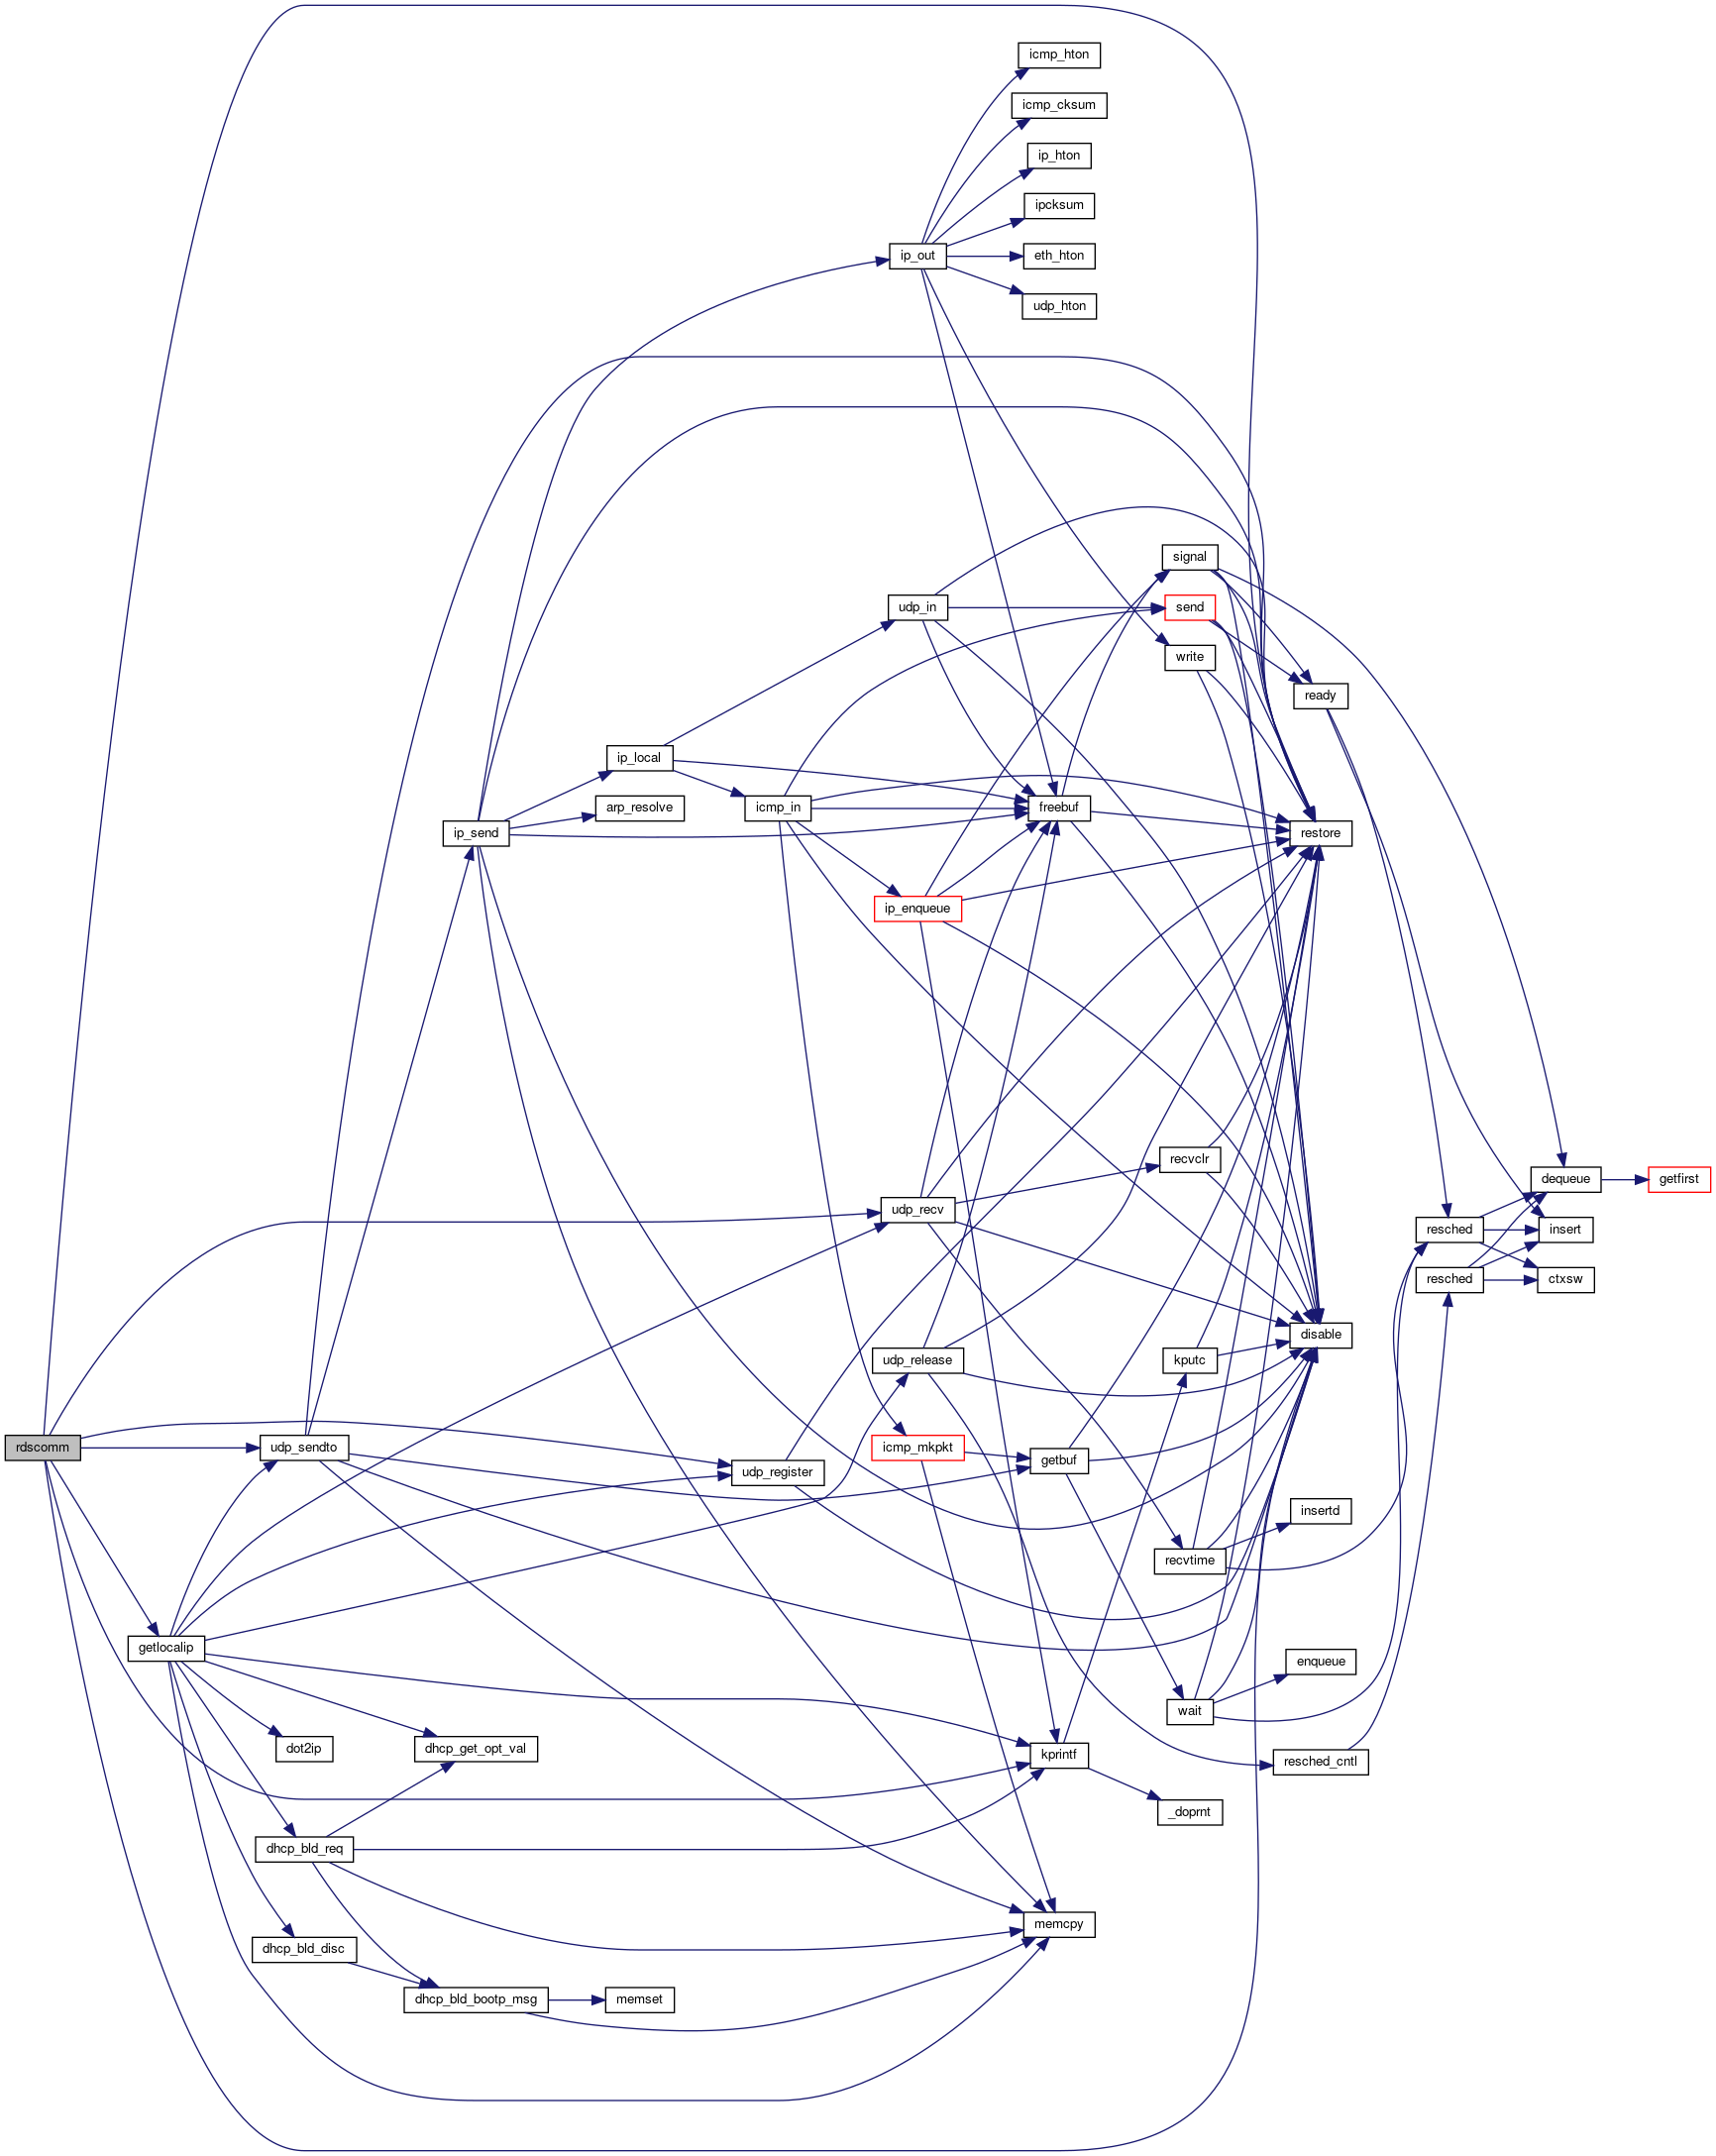 icmp_hton
icmp_cksum
ip_hton
ipcksum
ip_out
eth_hton
udp_hton
signal
udp_in
send
write
ready
ip_local
arp_resolve
icmp_in
freebuf
ip_send
restore
ip_enqueue
recvclr
dequeue
getfirst
udp_recv
resched
insert
resched
ctxsw
disable
udp_release
kputc
rdscomm
udp_sendto
icmp_mkpkt
getbuf
udp_register
insertd
recvtime
getlocalip
enqueue
wait
dot2ip
dhcp_get_opt_val
kprintf
resched_cntl
_doprnt
dhcp_bld_req
memcpy
dhcp_bld_disc
dhcp_bld_bootp_msg
memset